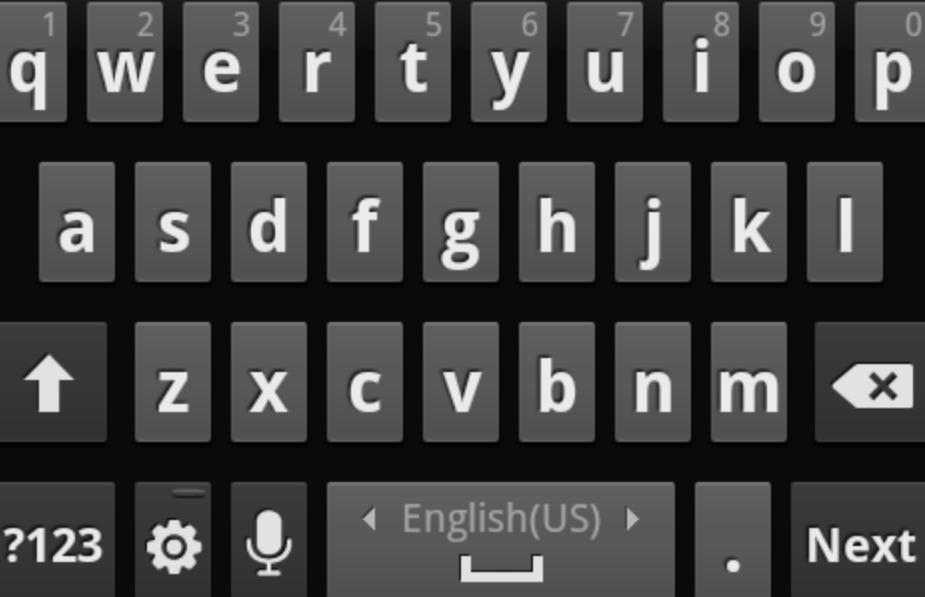 1 2 3 4 5 6 7 8 9 0
q w e r t y u i o p
a s d f g h j k l
z x c v b n m
?123 English(US) . Next